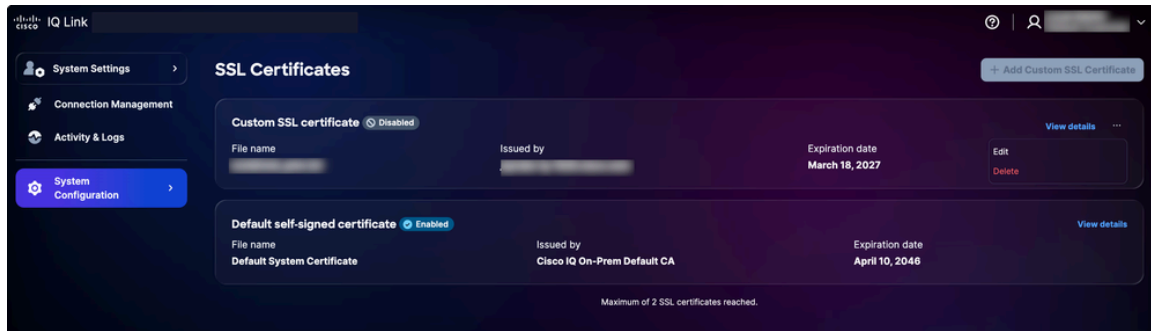 cisco IQ Link
System Settings
Connection Management
Activity & Logs
System
Configuration
SSL Certificates
+ Add Custom SSL Certificate
Custom SSL certificate Disabled
View details ...
File name Issued by Expiration date
March 18, 2027
Edit
Delete
Default self-signed certificate Enabled
View details
File name Issued by Expiration date
Default System Certificate Cisco IQ On-Prem Default CA April 10, 2046
Maximum of 2 SSL certificates reached.